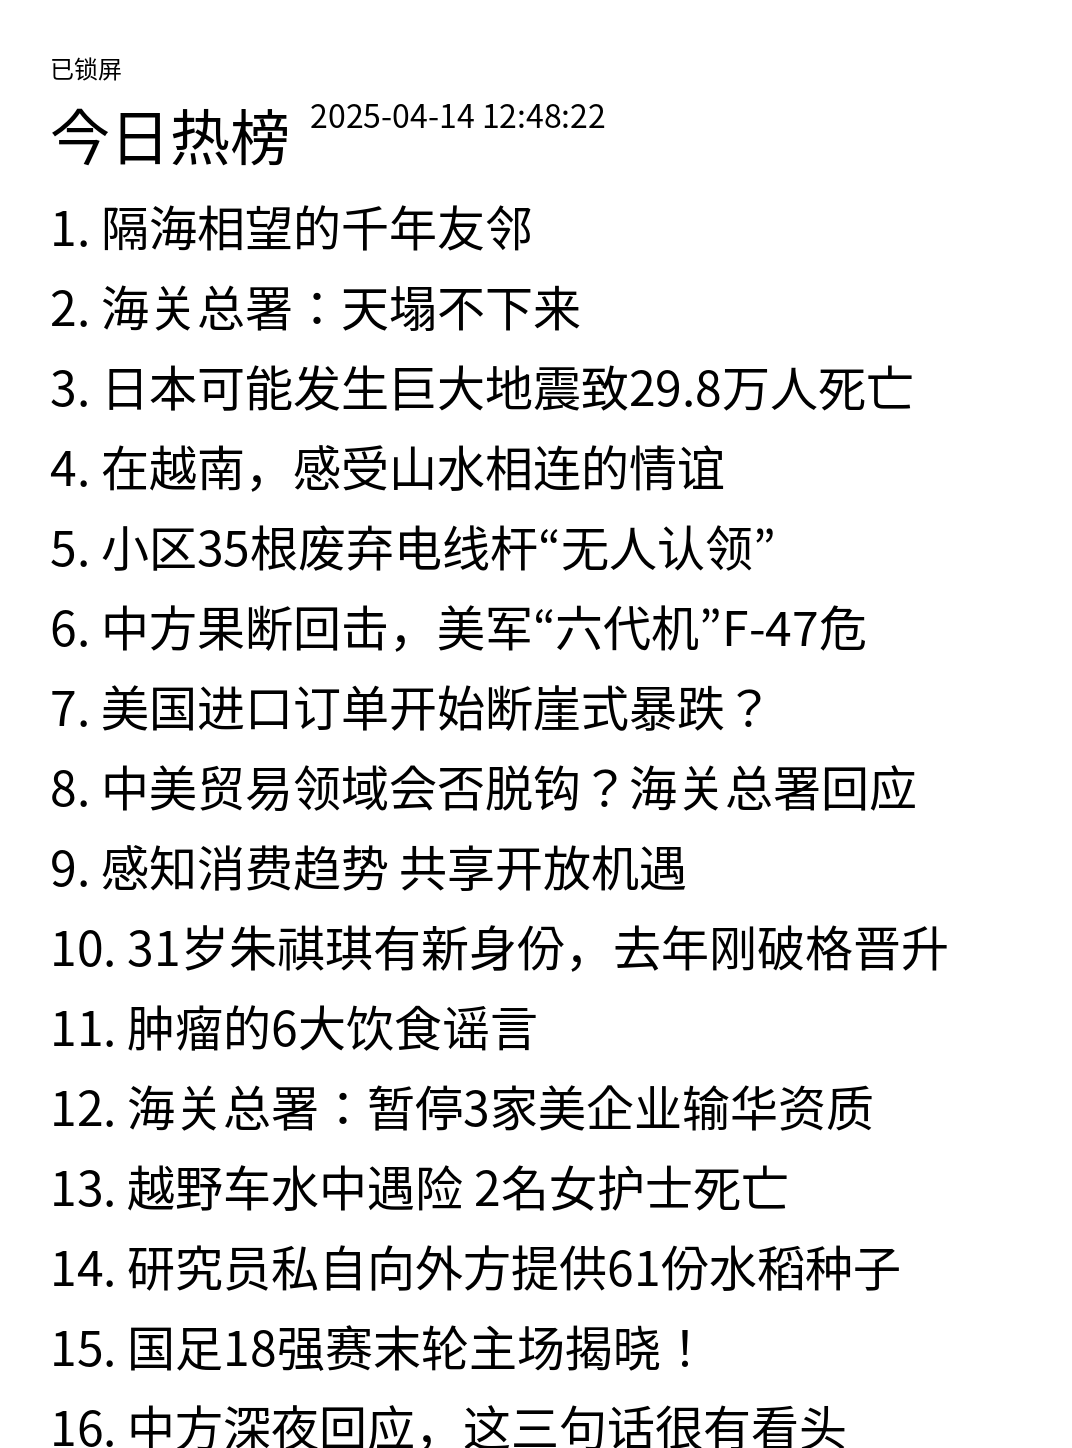 已锁屏
今日热榜 2025-04-14 12:48:22
1. 隔海相望的千年友邻
2. 海关总署：天塌不下来
3. 日本可能发生巨大地震致29.8万人死亡
4. 在越南，感受山水相连的情谊
5. 小区35根废弃电线杆“无人认领”
6. 中方果断回击，美军“六代机”F-47危
7. 美国进口订单开始断崖式暴跌？
8. 中美贸易领域会否脱钩？海关总署回应
9. 感知消费趋势 共享开放机遇
10. 31岁朱祺琪有新身份，去年刚破格晋升
11. 肿瘤的6大饮食谣言
12. 海关总署：暂停3家美企业输华资质
13. 越野车水中遇险 2名女护士死亡
14. 研究员私自向外方提供61份水稻种子
15. 国足18强赛末轮主场揭晓！
16. 中方深夜回应，这三句话很有看头